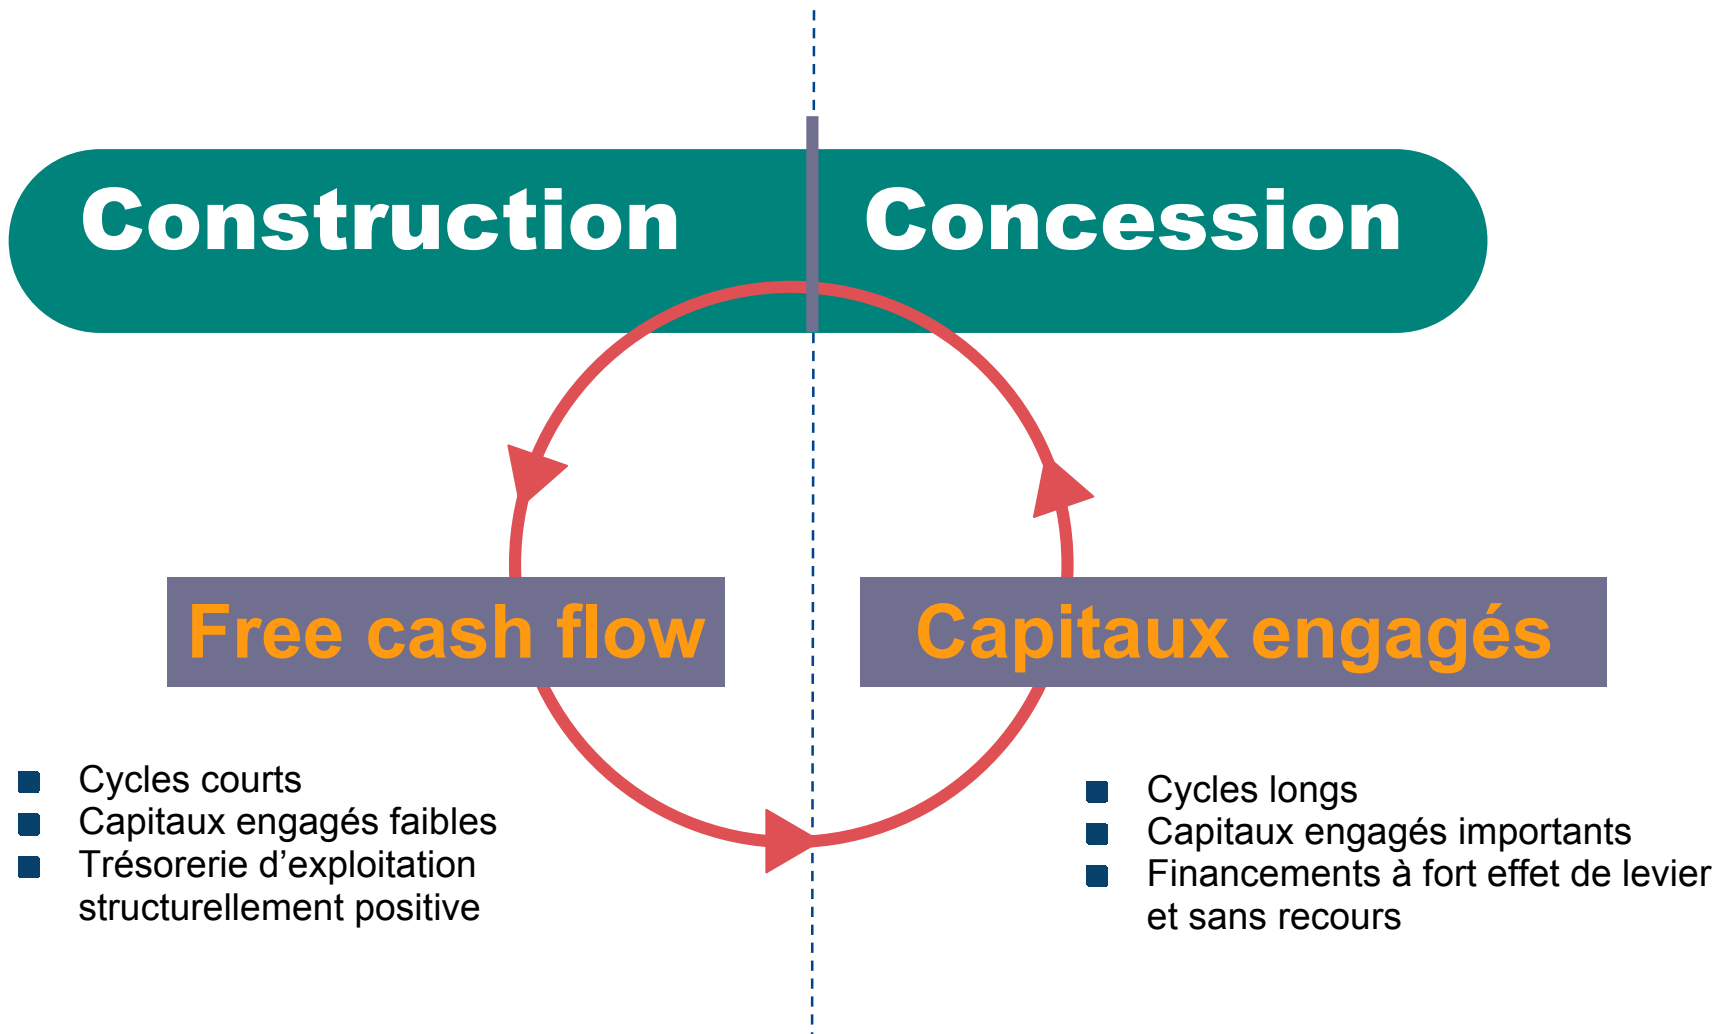 Construction
Concession
Free cash flow
Capitaux engagés
Cycles courts
Capitaux engagés faibles
Trésorerie d’exploitation
structurellement positive
Cycles longs
Capitaux engagés importants
Financements à fort effet de levier
et sans recours